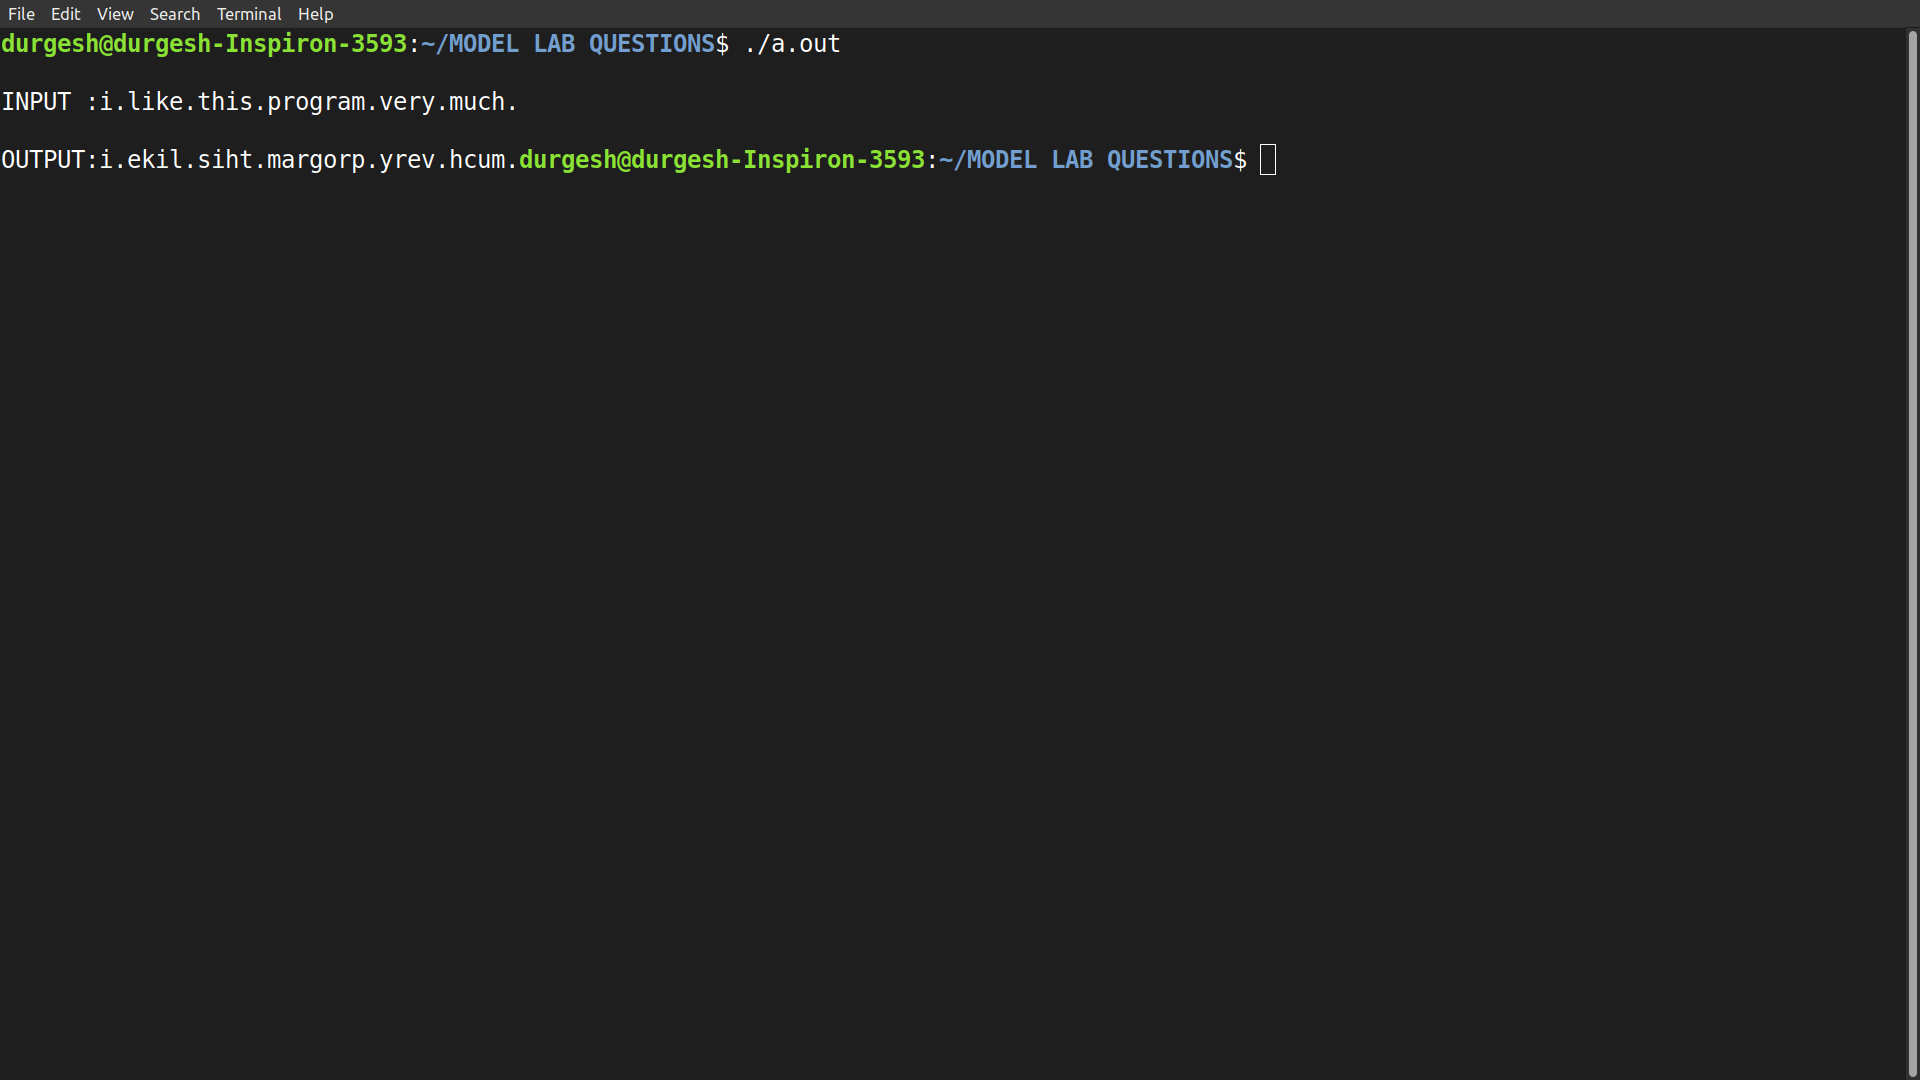 File Edit View Search Terminal Help
durgesh@durgesh-Inspiron-3593:~/MODEL LAB QUESTIONS$ ./a.out
INPUT :i.like.this.program.very.much.
OUTPUT:i.ekil.siht.margorp.yrev.hcum.durgesh@durgesh-Inspiron-3593:~/MODEL LAB QUESTIONS$